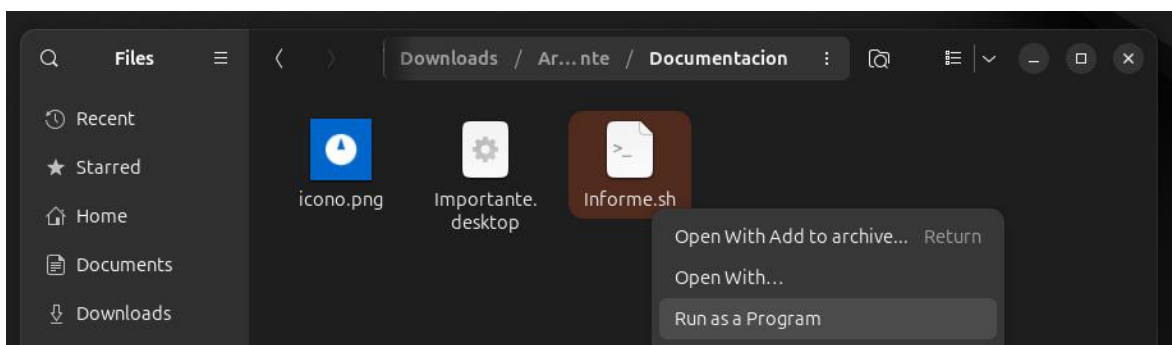 Files
Downloads / Ar...nte / Documentacion
Recent
Starred
Home
Documents
Downloads
icono.png
Importante.
desktop
>_
Informe.sh
Open With Add to archive... Return
Open With...
Run as a Program